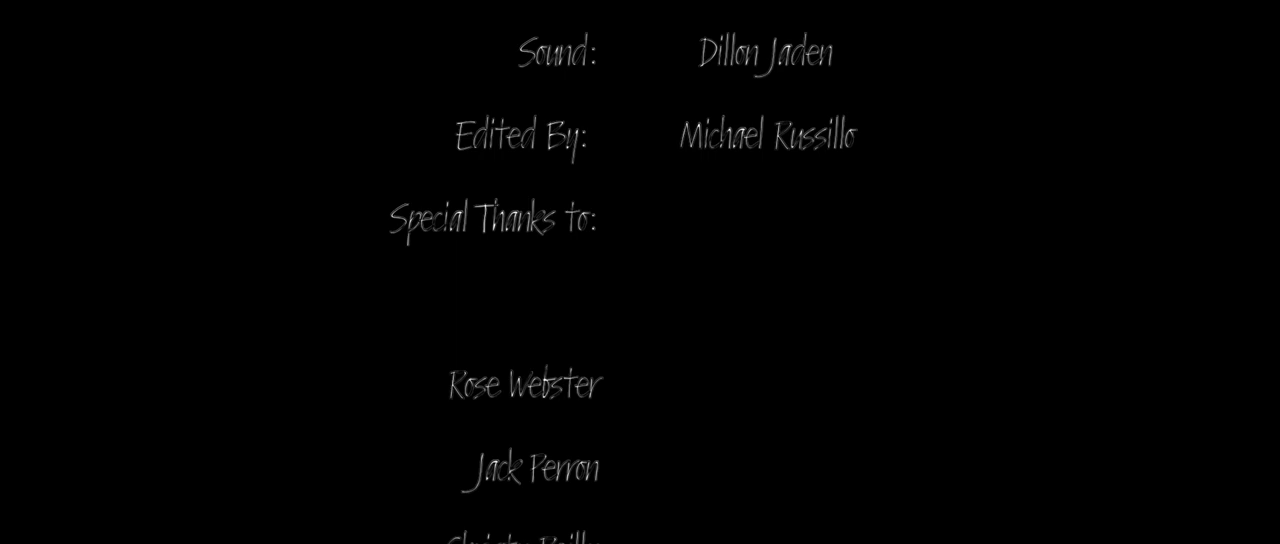 Sound: Dillon Jaden
Edited By: Michael Russillo
Special Thanks to:
Rose Webster
Jack Perron